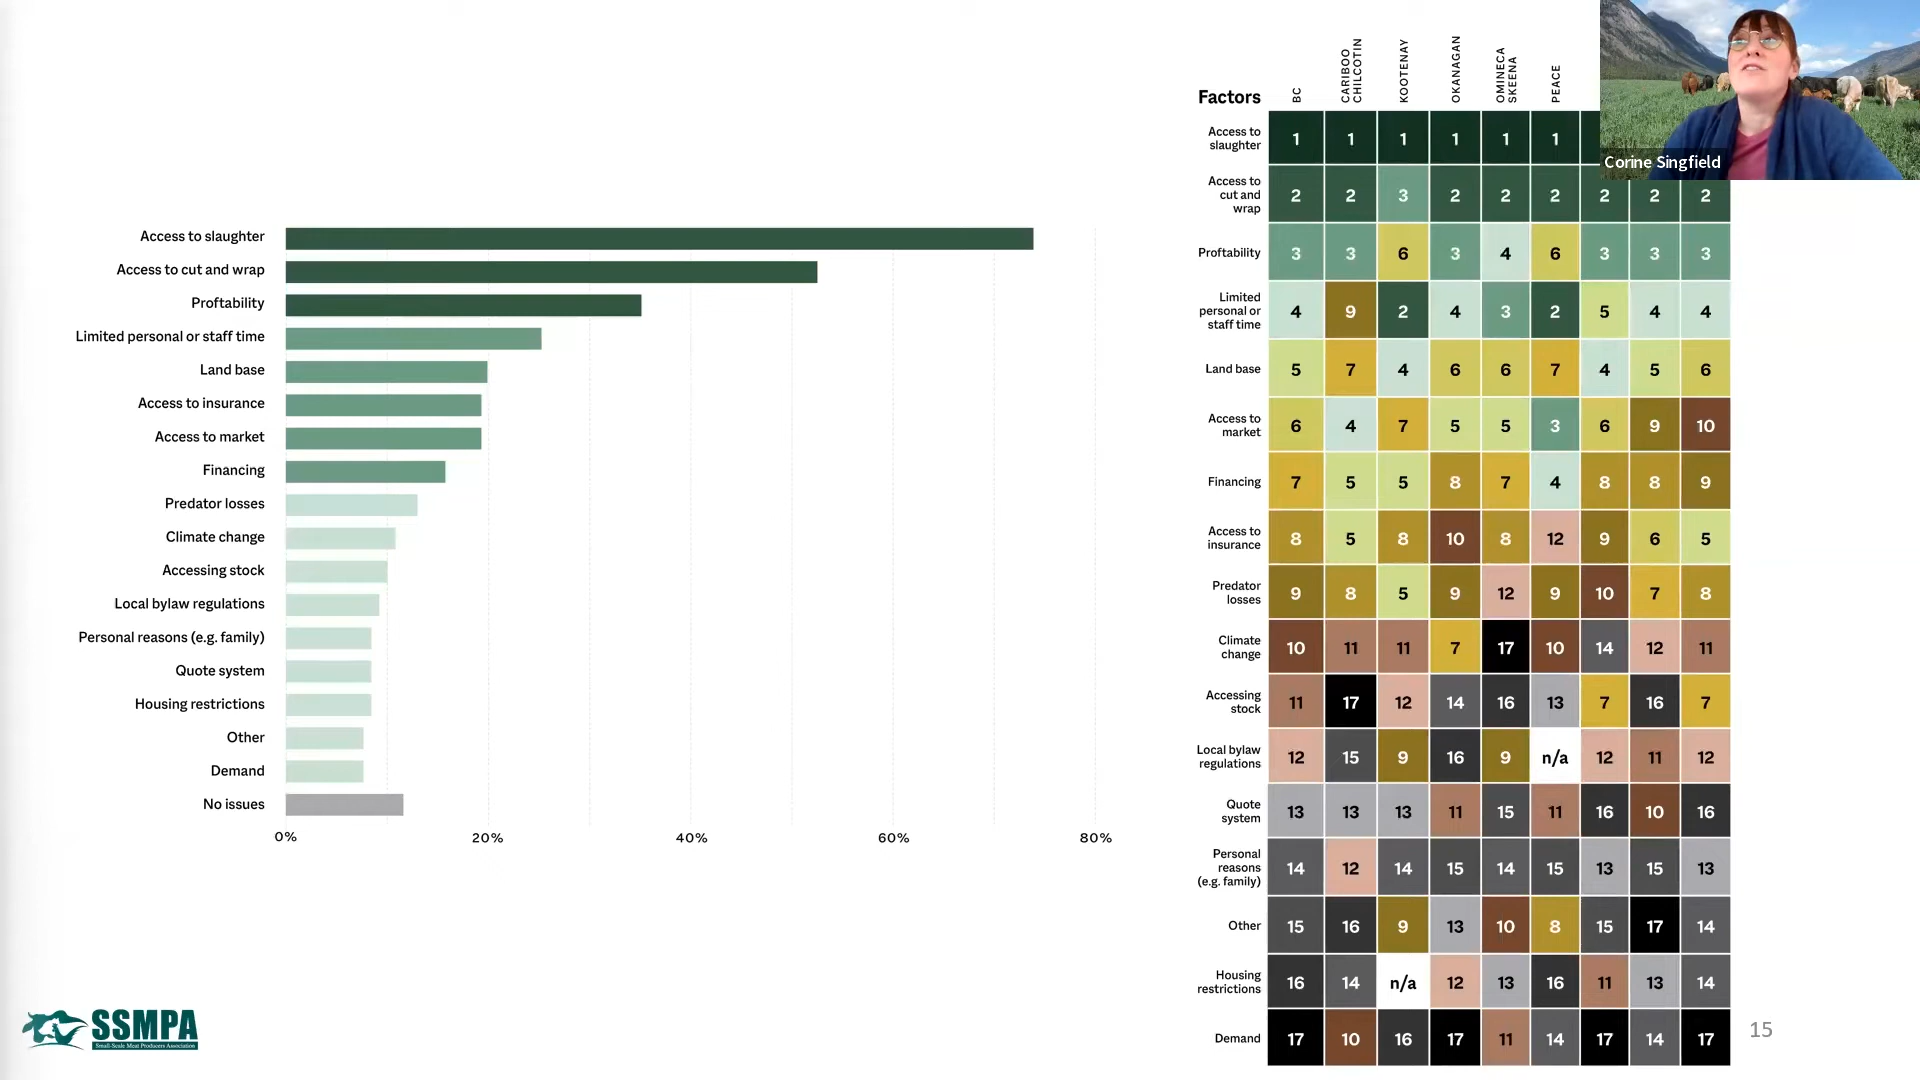 Access to slaughter
Access to cut and wrap
Proftability
Limited personal or staff time
Land base
Access to insurance
Access to market
Financing
Predator losses
Climate change
Accessing stock
Local bylaw regulations
Personal reasons (e.g. family)
Quote system
Housing restrictions
Other
Demand
No issues
0% 20% 40% 60% 80%
Factors BC CARIBOO CHILCOTIN KOOTENAY OKANAGAN OMINECA SKEENA PEACE
Access to slaughter 1 1 1 1 1 1
Access to cut and wrap 2 2 3 2 2 2 2 2 2
Proftability 3 3 6 3 4 6 3 3 3
Limited personal or staff time 4 9 2 4 3 2 5 4 4
Land base 5 7 4 6 6 7 4 5 6
Access to market 6 4 7 5 5 3 6 9 10
Financing 7 5 5 8 7 4 8 8 9
Access to insurance 8 5 8 10 8 12 9 6 5
Predator losses 9 8 5 9 12 9 10 7 8
Climate change 10 11 11 7 17 10 14 12 11
Accessing stock 11 17 12 14 16 13 7 16 7
Local bylaw regulations 12 15 9 16 9 n/a 12 11 12
Quote system 13 13 13 11 15 11 16 10 16
Personal reasons (e.g. family) 14 12 14 15 14 15 13 15 13
Other 15 16 9 13 10 8 15 17 14
Housing restrictions 16 14 n/a 12 13 16 11 13 14
Demand 17 10 16 17 11 14 17 14 17
Corine Singfield
SSMPA
Small-Scale Meat Producers Association
15